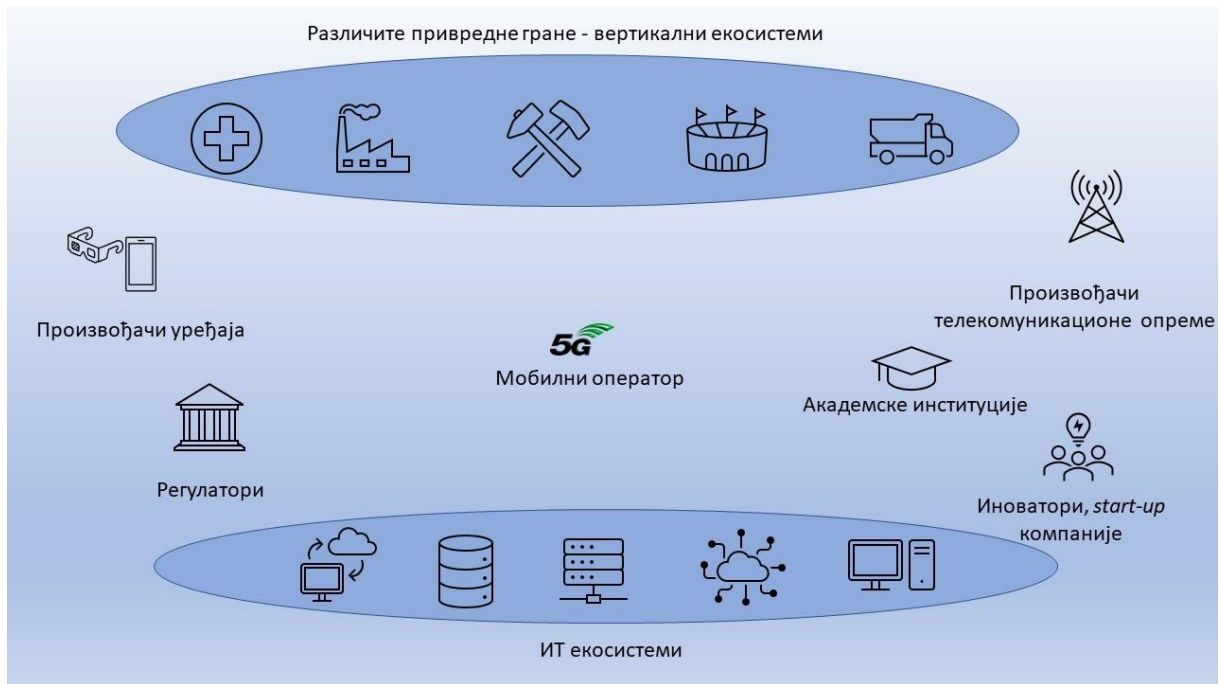 Различите привредне гране - вертикални екосистеми
Произвођачи уређаја
Произвођачи
телекомуникационе опреме
5G
Мобилни оператор
Академске институције
Регулатори
Иноватори, start-up
компаније
ИТ екосистеми